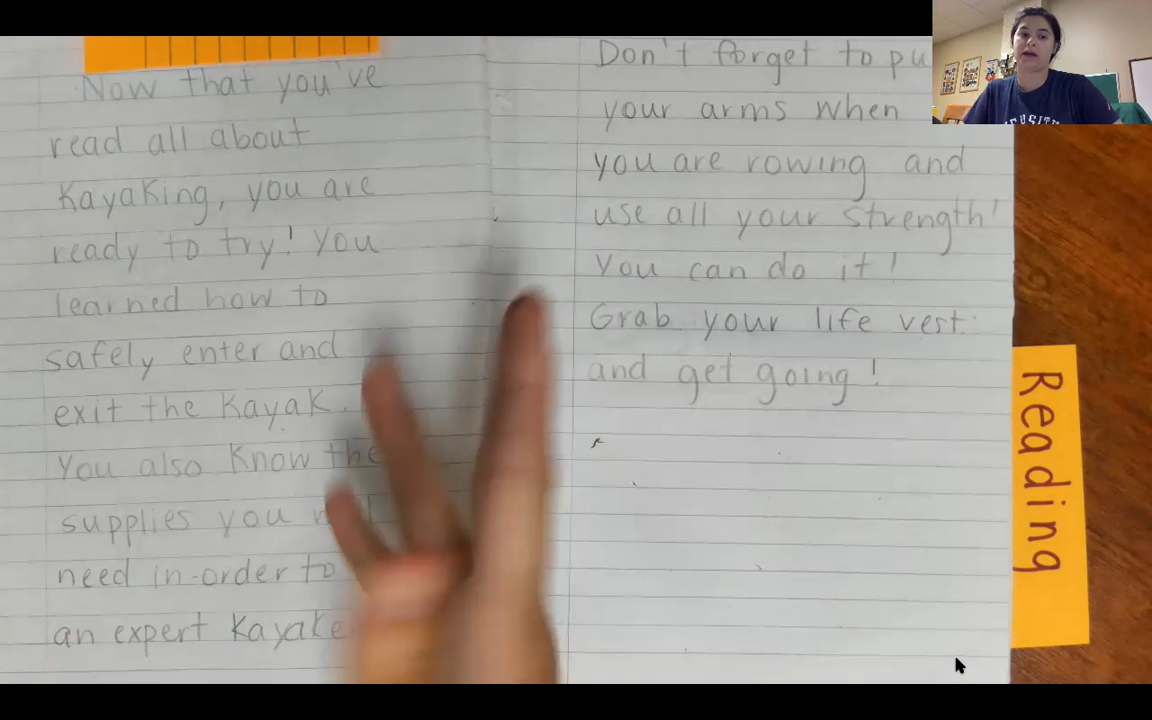 Now that you've
read all about
Kayaking, you are
ready to try! You
learned how to
safely enter and
exit the Kayak.
You also Know the
supplies you
need in order to
an expert
Don't forget to
your arms when
you are rowing and
use all your strength!
You can do it!
Grab your life vest
and get going!
Reading